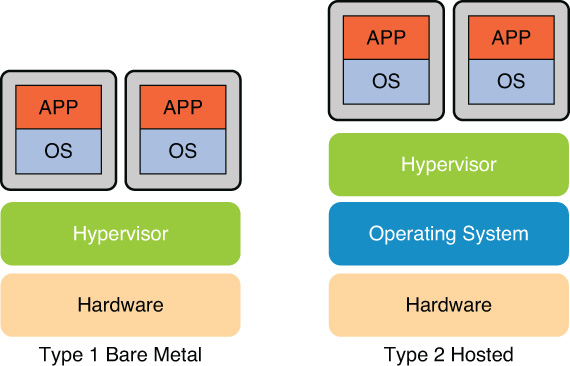 APP
OS
APP
OS
Hypervisor
Hardware
Type 1 Bare Metal
APP
OS
APP
OS
Hypervisor
Operating System
Hardware
Type 2 Hosted